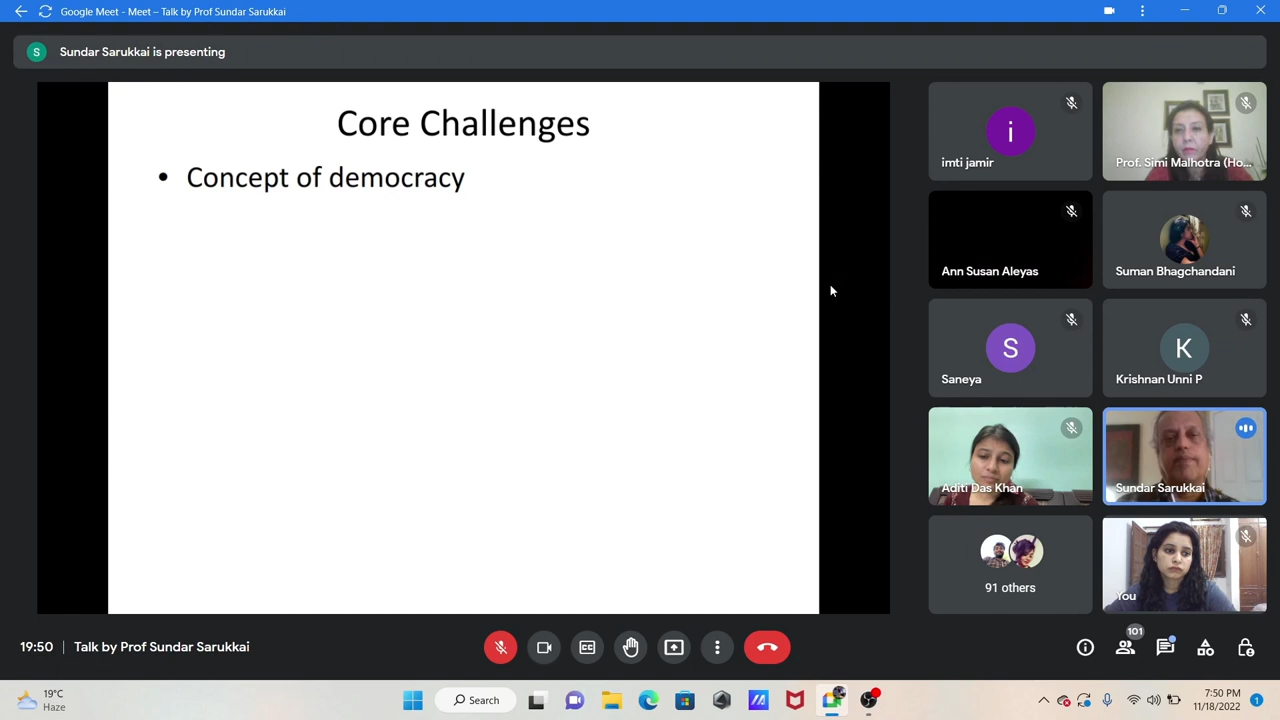 Google Meet - Meet – Talk by Prof Sundar Sarukkai
S
Sundar Sarukkai is presenting
Core Challenges
• Concept of democracy
i
imti jamir
Prof. Simi Malhotra (Ho...
Ann Susan Aleyas
Suman Bhagchandani
S
Saneya
K
Krishnan Unni P
Aditi Das Khan
Sundar Sarukkai
91 others
You
19:50 | Talk by Prof Sundar Sarukkai
101
19°C
Haze
Search
7:50 PM
11/18/2022
1